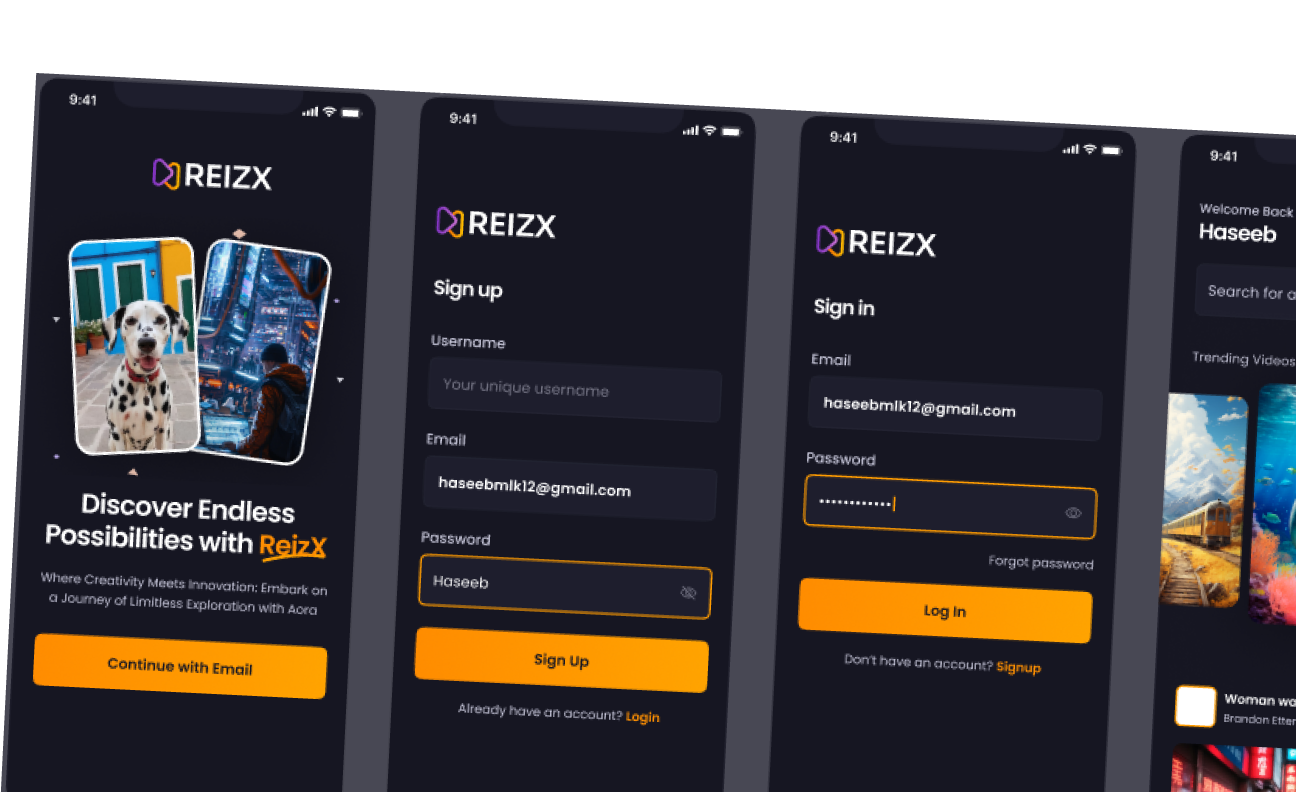 9:41
REIZX
Discover Endless
Possibilities with ReizX
Where Creativity Meets Innovation: Embark on
a Journey of Limitless Exploration with Aora
Continue with Email
9:41
REIZX
Sign up
Username
Your unique username
Email
haseebmlk12@gmail.com
Password
Haseeb
Sign Up
Already have an account? Login
9:41
REIZX
Sign in
Email
haseebmlk12@gmail.com
Password
••••••••••••
Forgot password
Log In
Don't have an account? Signup
9:41
Welcome Back
Haseeb
Search for a
Trending Videos
Woman wa
Brandon Etter